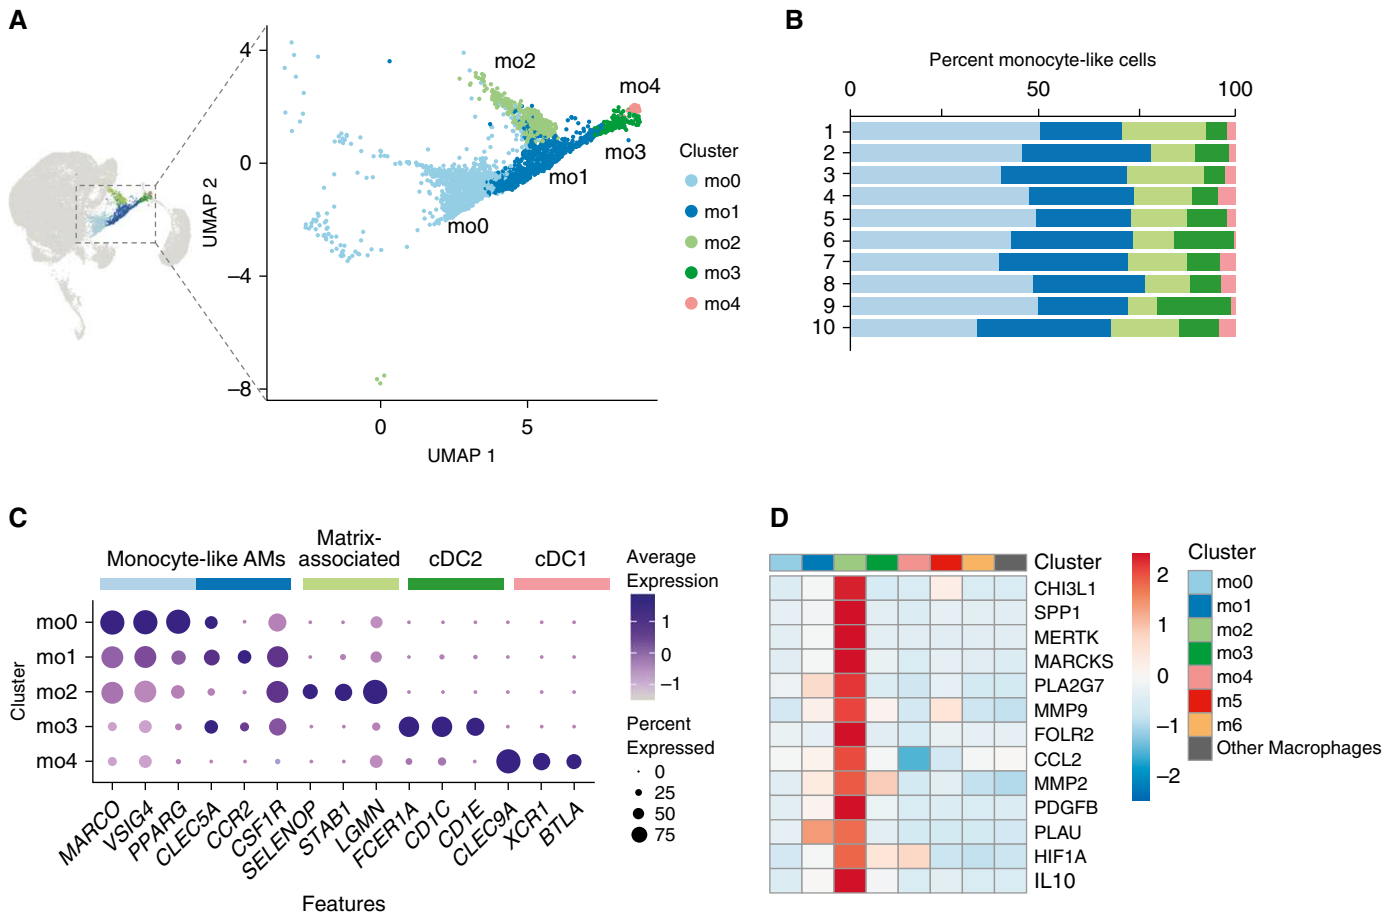 A
4
0
−4
−8
UMAP 2
0
5
UMAP 1
mo2
mo4
mo3
mo1
mo0
Cluster
mo0
mo1
mo2
mo3
mo4
B
Percent monocyte-like cells
0
50
100
1
2
3
4
5
6
7
8
9
10
C
Monocyte-like AMs
Matrix-
associated
cDC2
cDC1
Cluster
mo0
mo1
mo2
mo3
mo4
MARCO
VSIG4
PPARG
CLEC5A
CCR2
CSF1R
SELENOP
STAB1
LGMN
FCER1A
CD1C
CD1E
CLEC9A
XCR1
BTLA
Features
Average
Expression
1
0
−1
Percent
Expressed
0
25
50
75
D
Cluster
CHI3L1
SPP1
MERTK
MARCKS
PLA2G7
MMP9
FOLR2
CCL2
MMP2
PDGFB
PLAU
HIF1A
IL10
2
1
0
−1
−2
Cluster
mo0
mo1
mo2
mo3
mo4
m5
m6
Other Macrophages